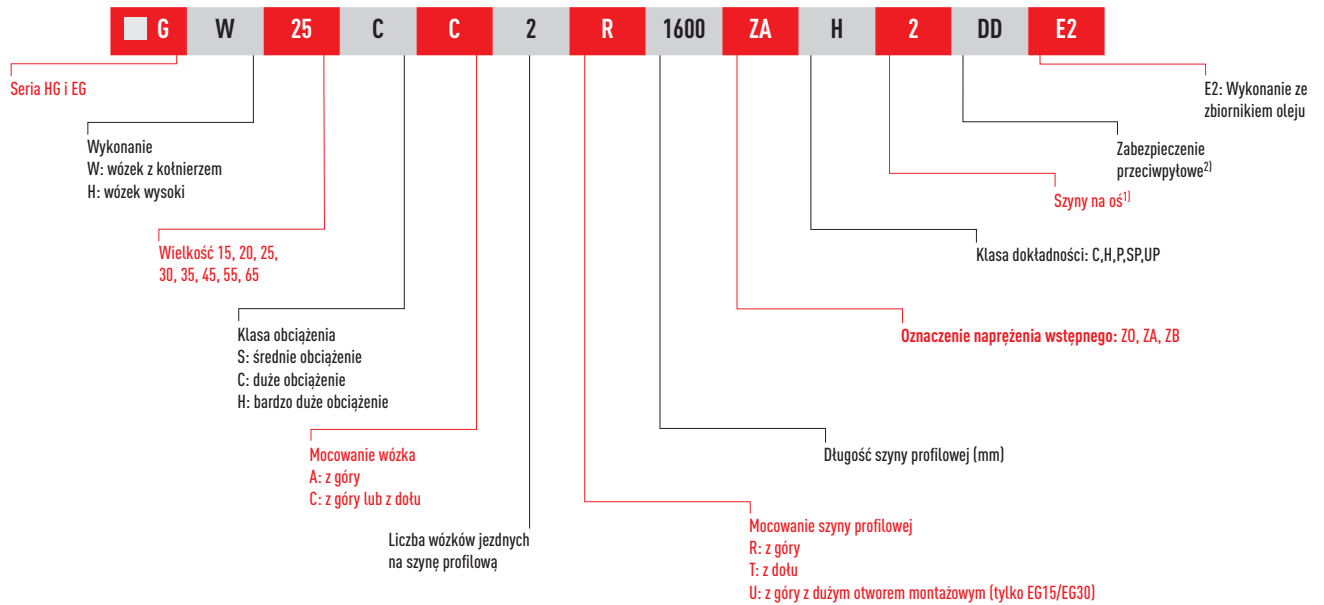 G W 25 C C 2 R 1600 ZA H 2 DD E2
Seria HG i EG
E2: Wykonanie ze
zbiornikiem oleju
Wykonanie
W: wózek z kołnierzem
H: wózek wysoki
Zabezpieczenie
przeciwpyłowe2)
Szyny na oś1)
Wielkość 15, 20, 25,
30, 35, 45, 55, 65
Klasa dokładności: C,H,P,SP,UP
Klasa obciążenia
S: średnie obciążenie
C: duże obciążenie
H: bardzo duże obciążenie
Oznaczenie naprężenia wstępnego: Z0, ZA, ZB
Mocowanie wózka
A: z góry
C: z góry lub z dołu
Długość szyny profilowej (mm)
Liczba wózków jezdnych
na szynę profilową
Mocowanie szyny profilowej
R: z góry
T: z dołu
U: z góry z dużym otworem montażowym (tylko EG15/EG30)